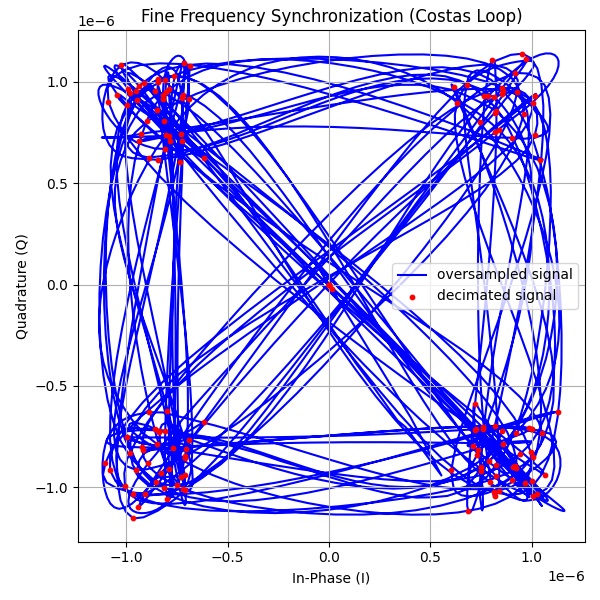 Fine Frequency Synchronization (Costas Loop)
1e−6
1.0
0.5
0.0
−0.5
−1.0
Quadrature (Q)
oversampled signal
decimated signal
−1.0 −0.5 0.0 0.5 1.0
1e−6
In-Phase (I)